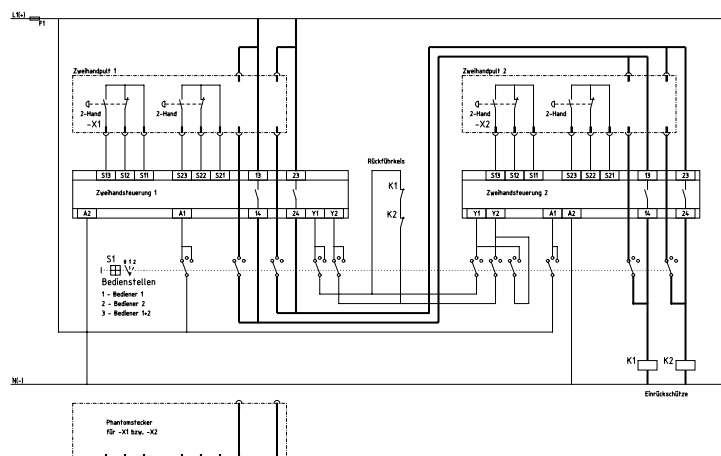 L1(+)
F1
Zweihandpult 1
Zweihandpult 2
2-Hand
-X1
2-Hand
2-Hand
-X2
2-Hand
S13 S12 S11 S23 S22 S21 13 23
Rückführkeis
S13 S12 S11 S23 S22 S21 13 23
K1
Zweihandsteuerung 1
Zweihandsteuerung 2
K2
A2 A1 14 24 Y1 Y2
Y1 Y2 A1 A2 14 24
S1
0 1 2
Bedienstellen
1 - Bediener 1
2 - Bediener 2
3 - Bediener 1+2
K1
K2
N(-)
Einrückschütze
Phantomstecker
für -X1 bzw. -X2